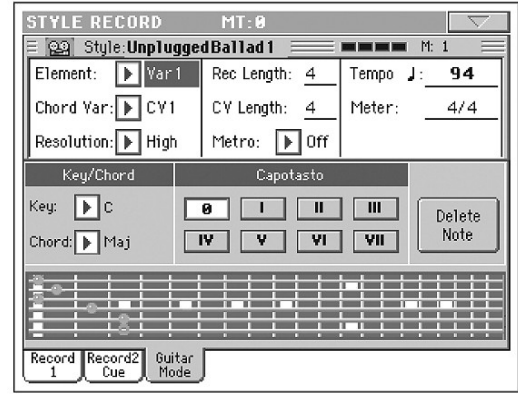 STYLE RECORD MT:0
Style:UnpluggedBallad1 M: 1
Element: Var1 Rec Length: 4 Tempo ♩: 94
Chord Var: CV1 CV Length: 4 Meter: 4/4
Resolution: High Metro: Off
Key/Chord Capotasto
Key: C 0 I II III
Chord: Maj IV V VI VII
Delete
Note
Record Record2 Guitar
1 Cue Mode